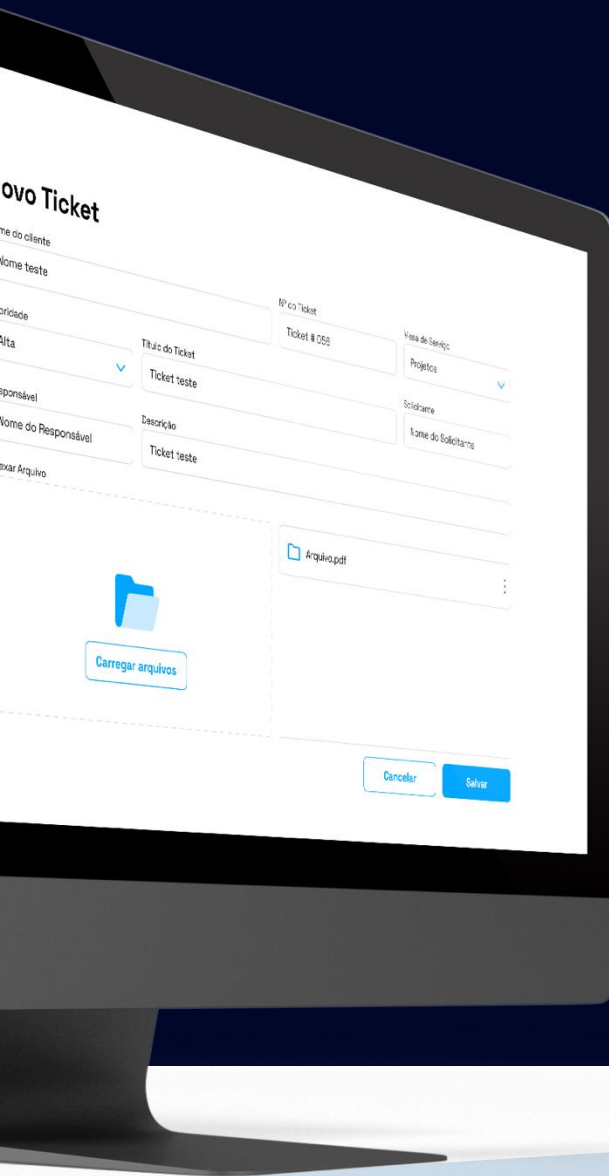 ovo Ticket
me do cliente
Nome teste
Nº do Ticket
Ticket # 056
Mesa de Serviço
Projetos
oridade
Alta
Título do Ticket
Ticket teste
Solicitante
Nome do Solicitante
sponsável
Nome do Responsável
Descrição
Ticket teste
exar Arquivo
Carregar arquivos
Arquivo.pdf
Cancelar
Salvar